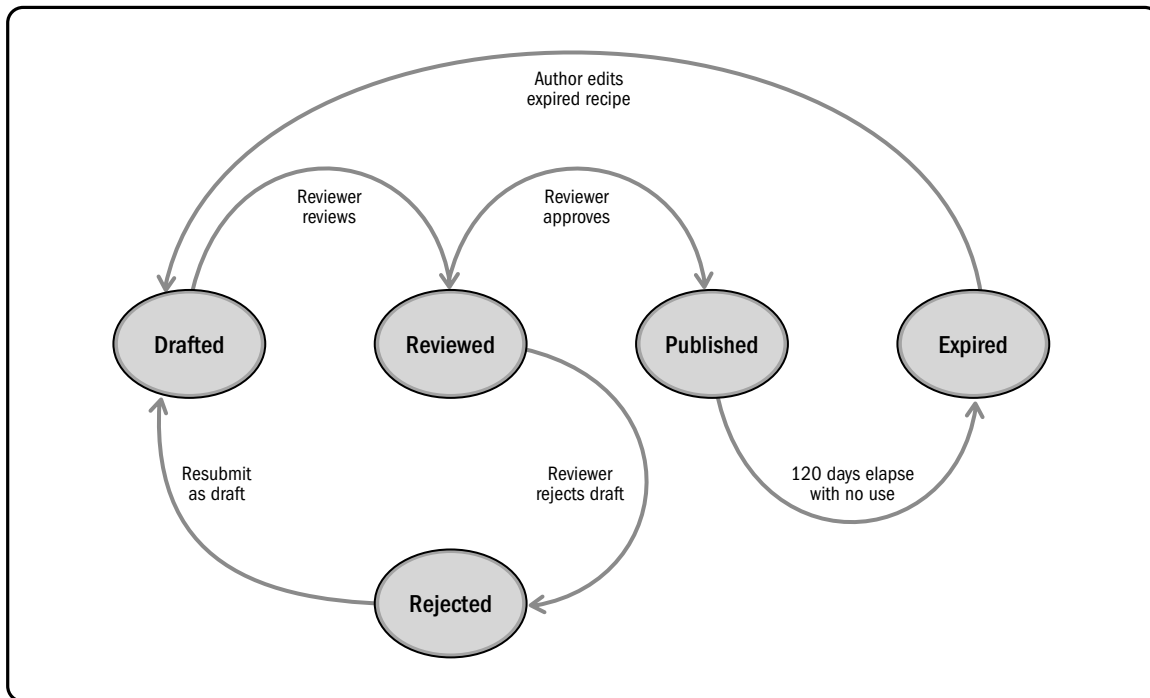 Author edits
expired recipe
Reviewer
reviews
Reviewer
approves
Drafted
Reviewed
Published
Expired
Resubmit
as draft
Reviewer
rejects draft
120 days elapse
with no use
Rejected